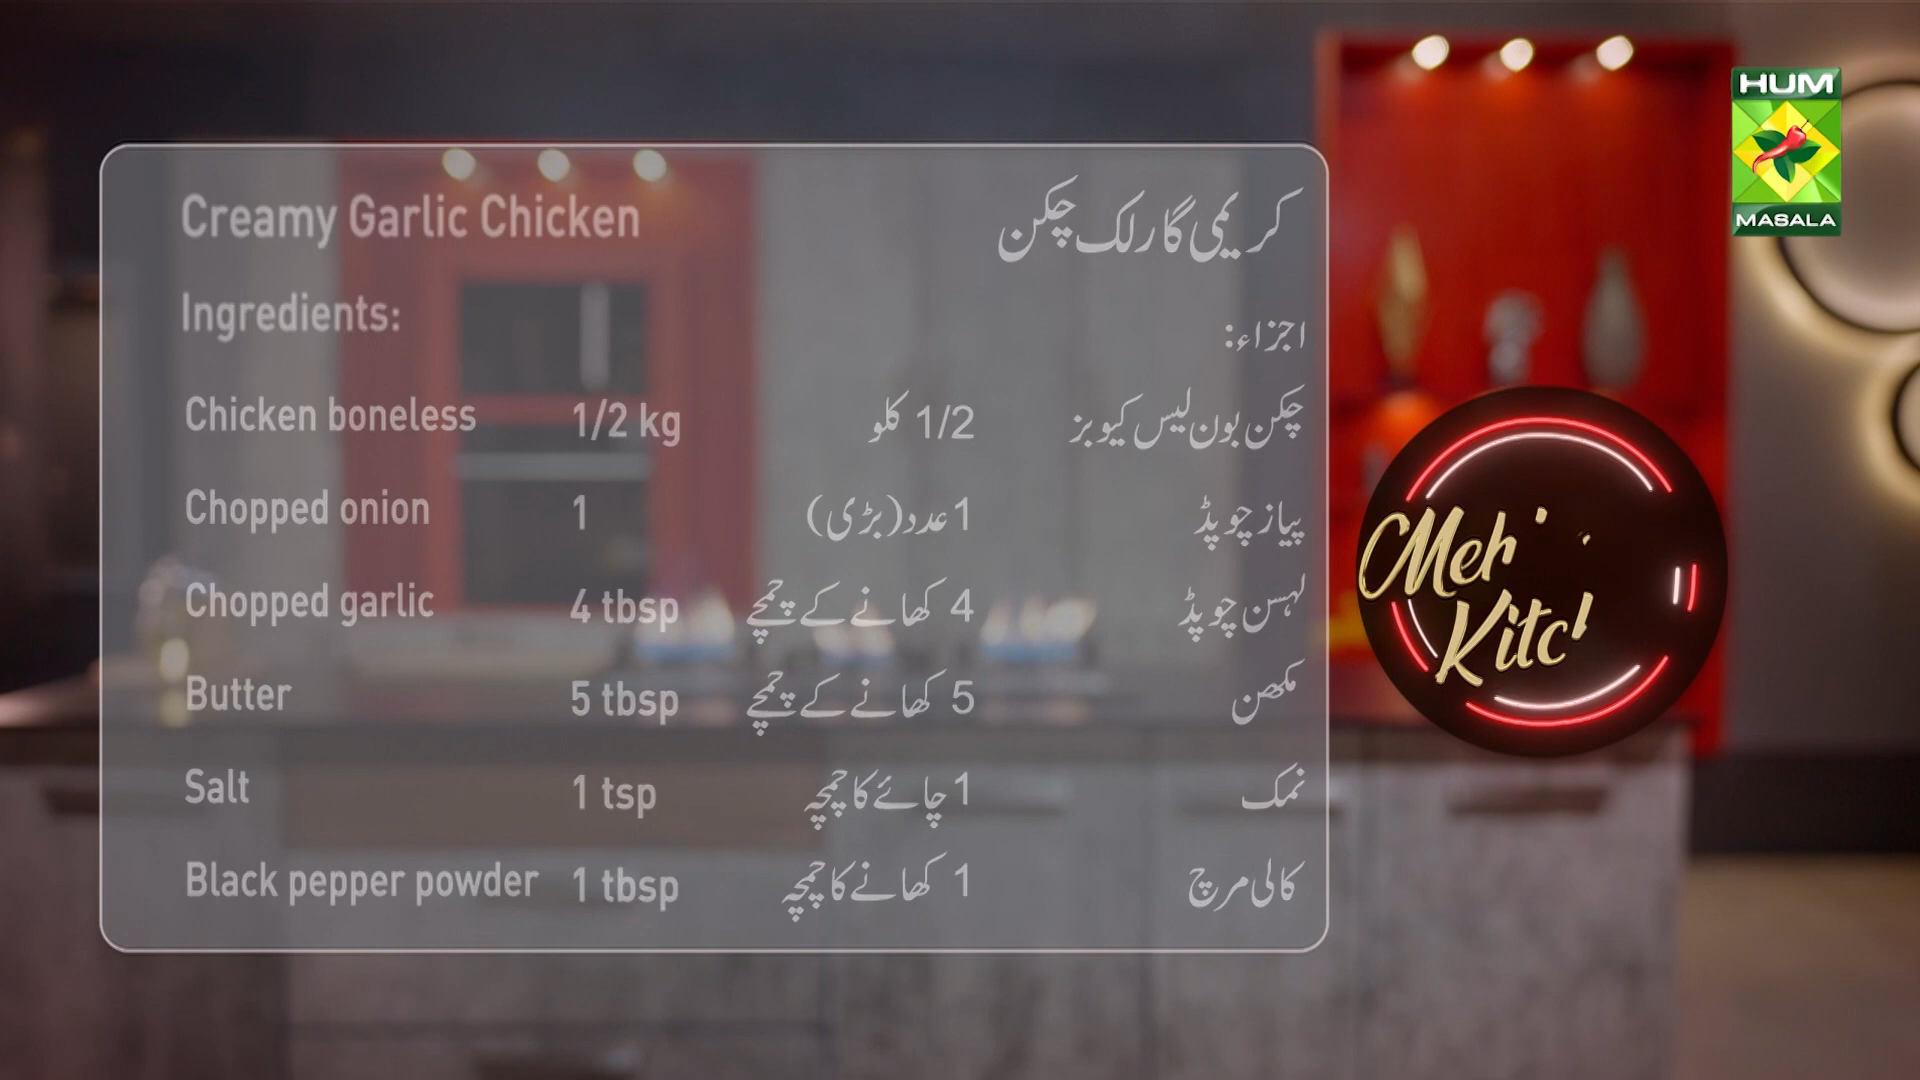 HUM
MASALA
Creamy Garlic Chicken کریمی گارلک چکن
Ingredients: اجزاء:
Chicken boneless 1/2 kg چکن بون لیس کیوبز 1/2 کلو
Chopped onion 1 پیاز چوپڈ 1 عدد (بڑی)
Chopped garlic 4 tbsp لہسن چوپڈ 4 کھانے کے چمچے
Butter 5 tbsp مکھن 5 کھانے کے چمچے
Salt 1 tsp نمک 1 چائے کا چمچہ
Black pepper powder 1 tbsp کالی مرچ 1 کھانے کا چمچہ
Meh
Kitc